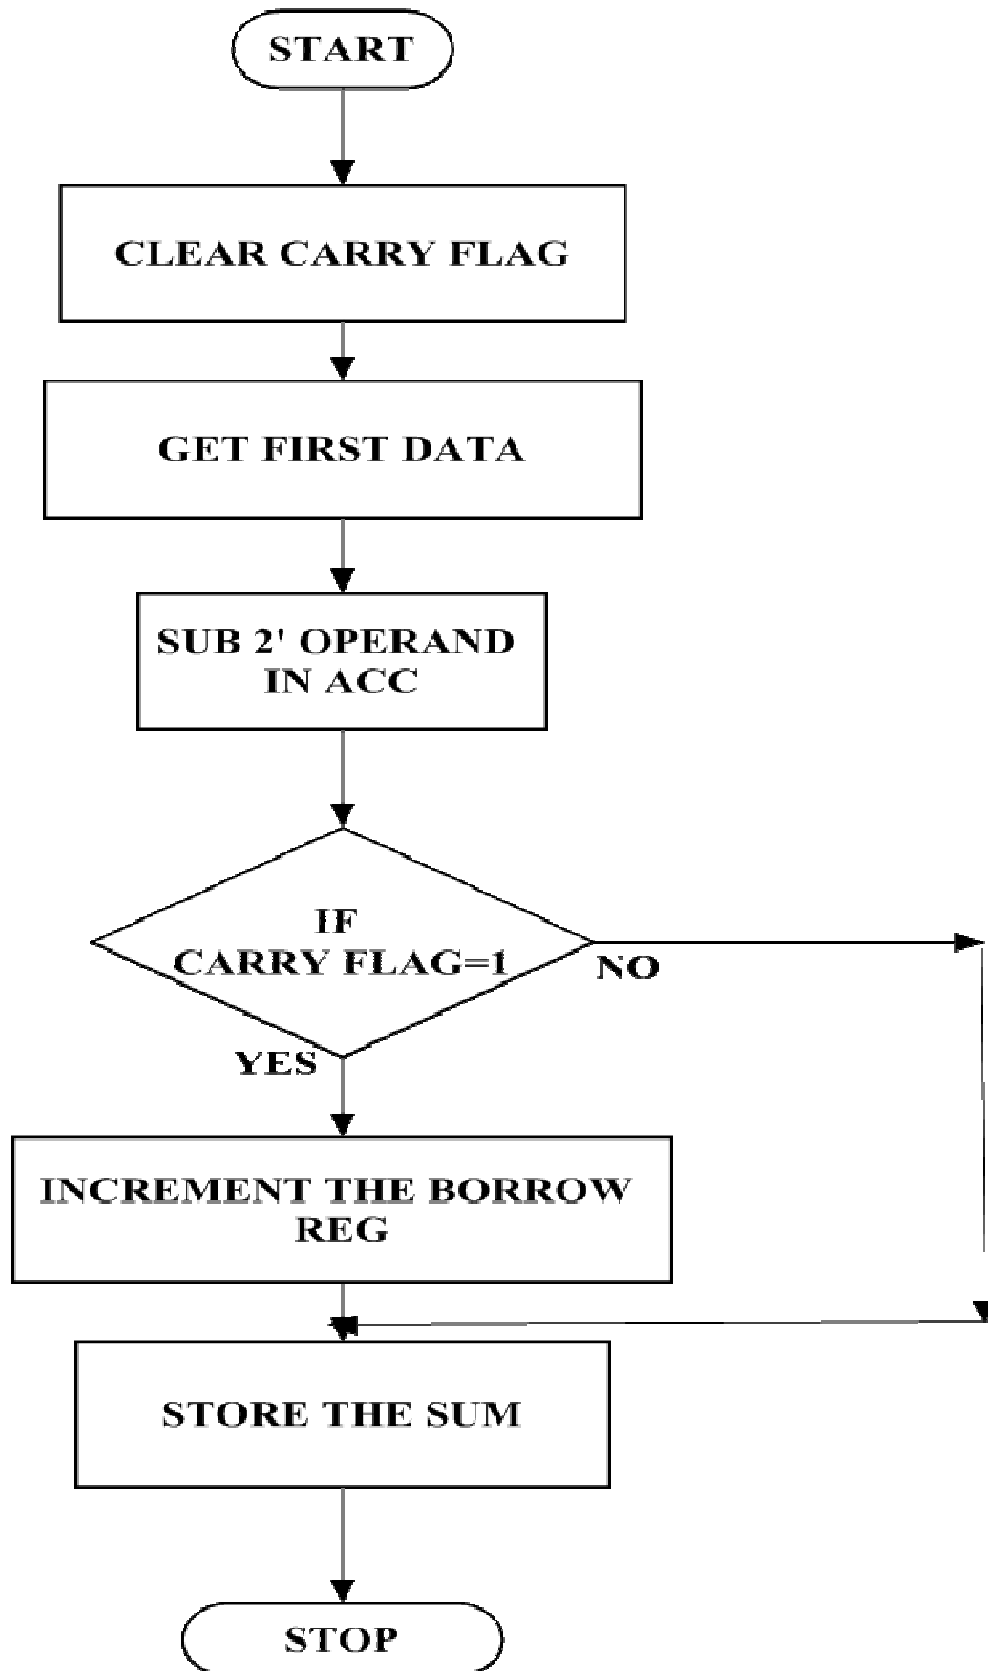 START
CLEAR CARRY FLAG
GET FIRST DATA
SUB 2' OPERAND
IN ACC
IF
CARRY FLAG=1
NO
YES
INCREMENT THE BORROW
REG
STORE THE SUM
STOP